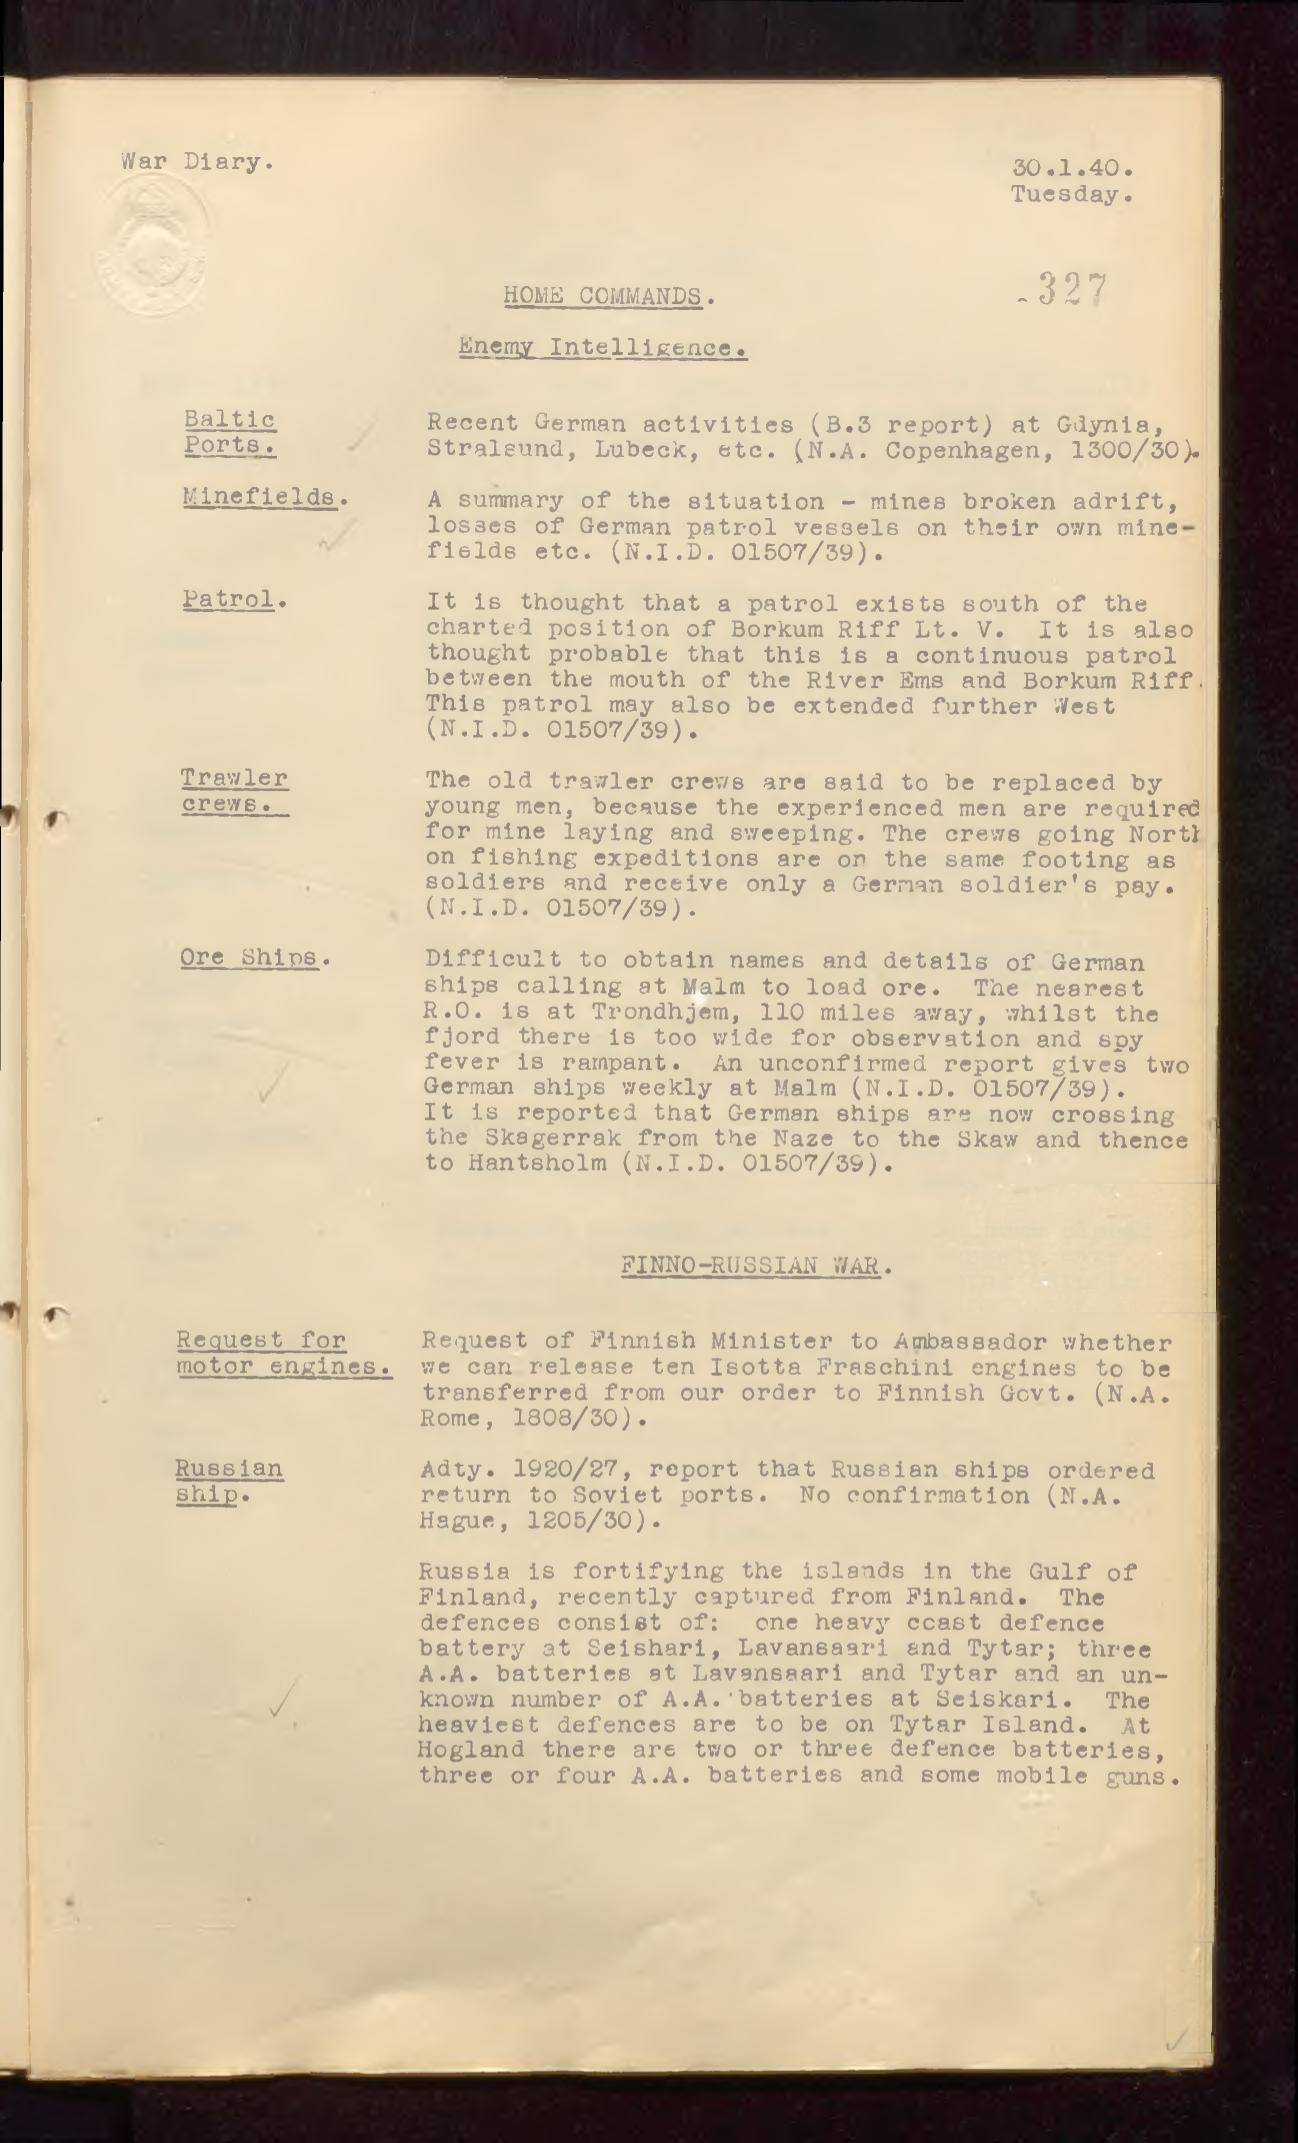 War Diary.
30.1.40.
Tuesday.
327
HOME COMMANDS.
Enemy Intelligence.
Baltic
Ports.
Recent German activities (B.3 report) at Gdynia,
Stralsund, Lubeck, etc. (N.A. Copenhagen, 1300/30).
Minefields.
A summary of the situation - mines broken adrift,
losses of German patrol vessels on their own mine-
fields etc. (N.I.D. 01507/39).
Patrol.
It is thought that a patrol exists south of the
charted position of Borkum Riff Lt. V. It is also
thought probable that this is a continuous patrol
between the mouth of the River Ems and Borkum Riff.
This patrol may also be extended further West
(N.I.D. 01507/39).
Trawler
crews.
The old trawler crews are said to be replaced by
young men, because the experienced men are required
for mine laying and sweeping. The crews going North
on fishing expeditions are on the same footing as
soldiers and receive only a German soldier's pay.
(N.I.D. 01507/39).
Ore Ships.
Difficult to obtain names and details of German
ships calling at Malm to load ore. The nearest
R.O. is at Trondhjem, 110 miles away, whilst the
fjord there is too wide for observation and spy
fever is rampant. An unconfirmed report gives two
German ships weekly at Malm (N.I.D. 01507/39).
It is reported that German ships are now crossing
the Skagerrak from the Naze to the Skaw and thence
to Hantsholm (N.I.D. 01507/39).
FINNO-RUSSIAN WAR.
Request for
motor engines.
Request of Finnish Minister to Ambassador whether
we can release ten Isotta Fraschini engines to be
transferred from our order to Finnish Govt. (N.A.
Rome, 1808/30).
Russian
ship.
Adty. 1920/27, report that Russian ships ordered
return to Soviet ports. No confirmation (N.A.
Hague, 1205/30).
Russia is fortifying the islands in the Gulf of
Finland, recently captured from Finland. The
defences consist of: one heavy coast defence
battery at Seishari, Lavansaari and Tytar; three
A.A. batteries at Lavansaari and Tytar and an un-
known number of A.A. batteries at Seiskari. The
heaviest defences are to be on Tytar Island. At
Hogland there are two or three defence batteries,
three or four A.A. batteries and some mobile guns.